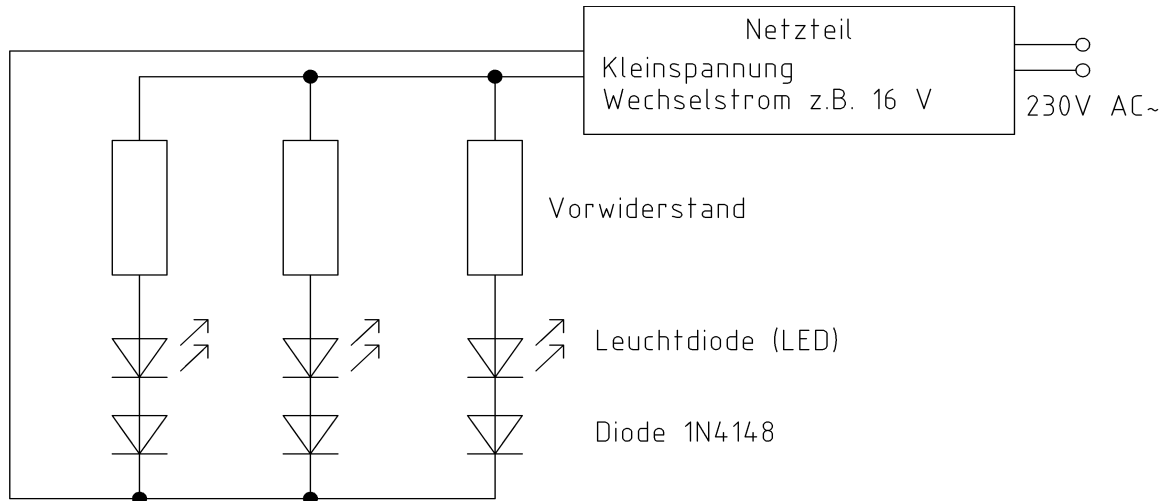 Netzteil
Kleinspannung
Wechselstrom z.B. 16 V
230V AC~
Vorwiderstand
Leuchtdiode (LED)
Diode 1N4148